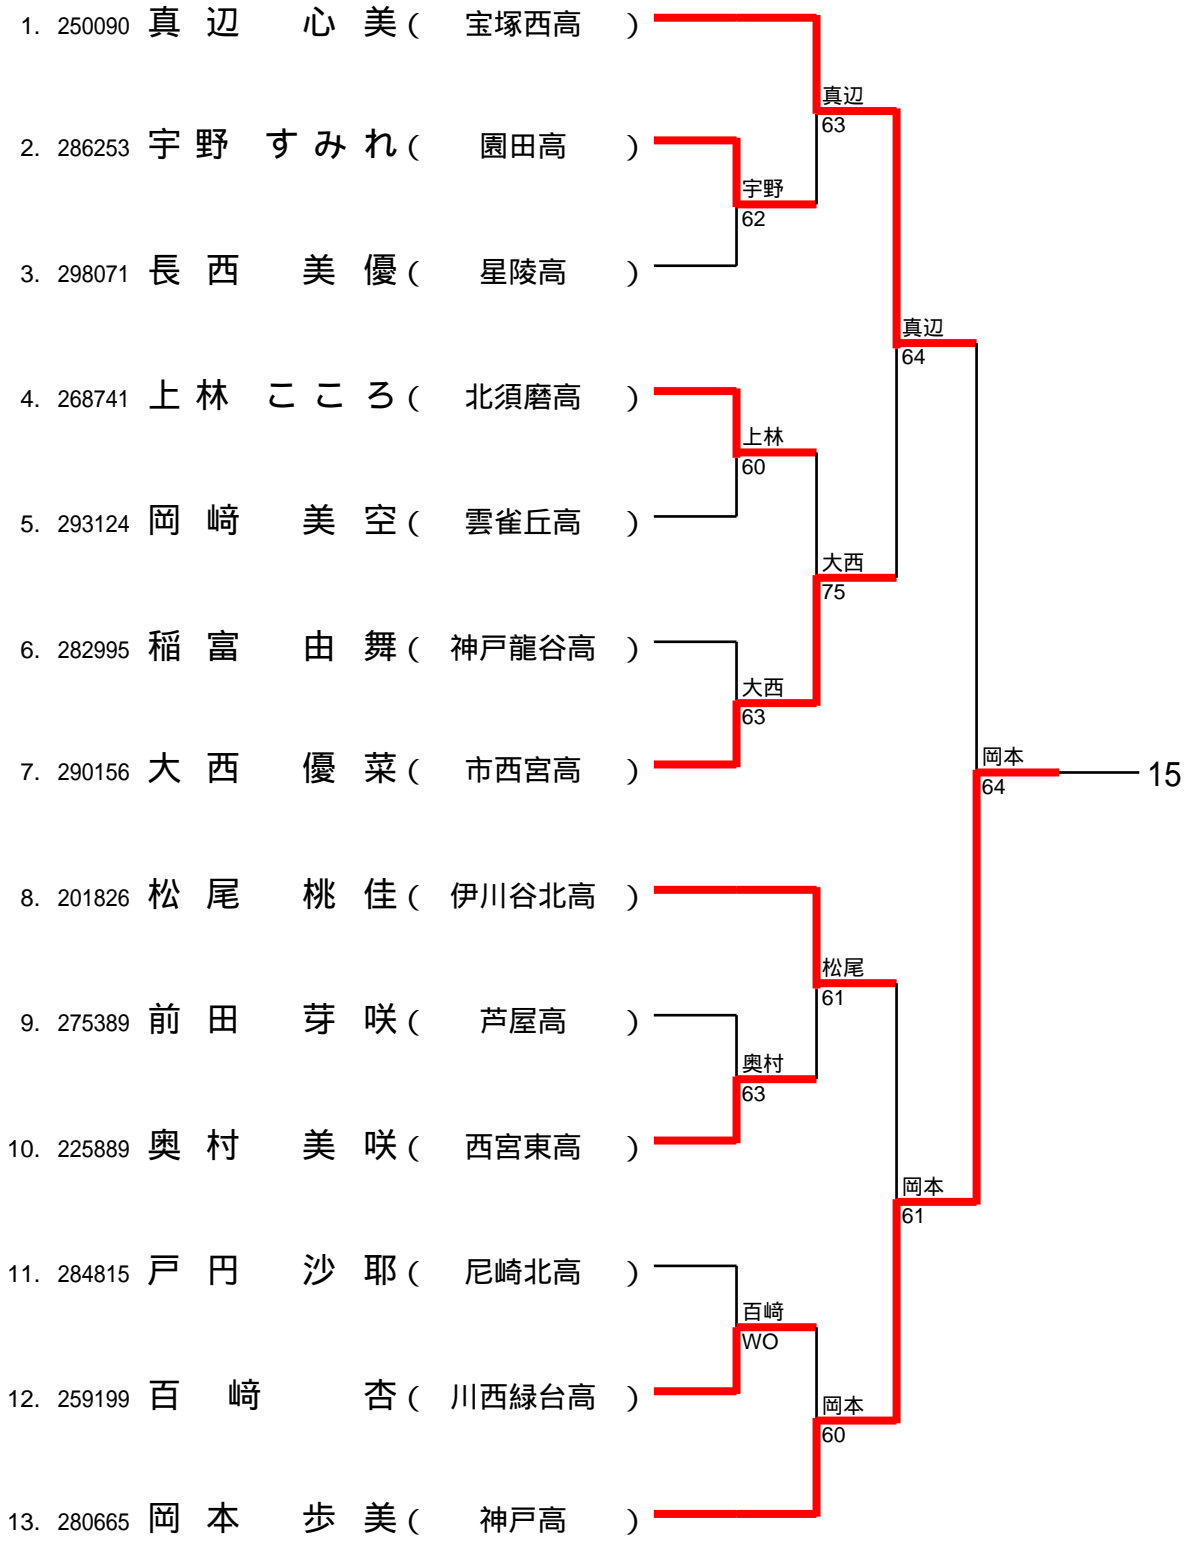 1. 250090 真辺 心美 ( 宝塚西高 )
真辺
63
2. 286253 宇野 すみれ ( 園田高 )
宇野
62
3. 298071 長西 美優 ( 星陵高 )
真辺
64
4. 268741 上林 こころ ( 北須磨高 )
上林
60
5. 293124 岡﨑 美空 ( 雲雀丘高 )
大西
75
6. 282995 稲富 由舞 ( 神戸龍谷高 )
大西
63
7. 290156 大西 優菜 ( 市西宮高 )
岡本
64
15
8. 201826 松尾 桃佳 ( 伊川谷北高 )
松尾
61
9. 275389 前田 芽咲 ( 芦屋高 )
奥村
63
10. 225889 奥村 美咲 ( 西宮東高 )
岡本
61
11. 284815 戸円 沙耶 ( 尼崎北高 )
百﨑
WO
12. 259199 百﨑 杏 ( 川西緑台高 )
岡本
60
13. 280665 岡本 歩美 ( 神戸高 )